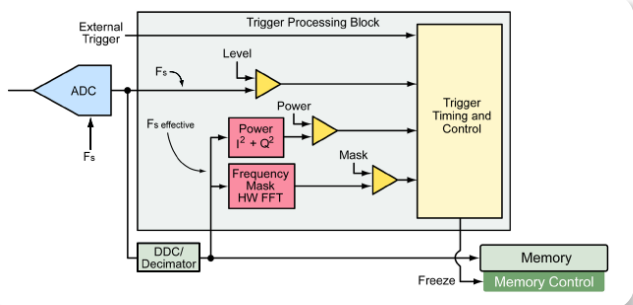 Trigger Processing Block
External
Trigger
Level
Fs
ADC
Fs
Power
Fs effective
Power
I² + Q²
Mask
Frequency
Mask
HW FFT
Trigger
Timing and
Control
DDC/
Decimator
Memory
Freeze
Memory Control